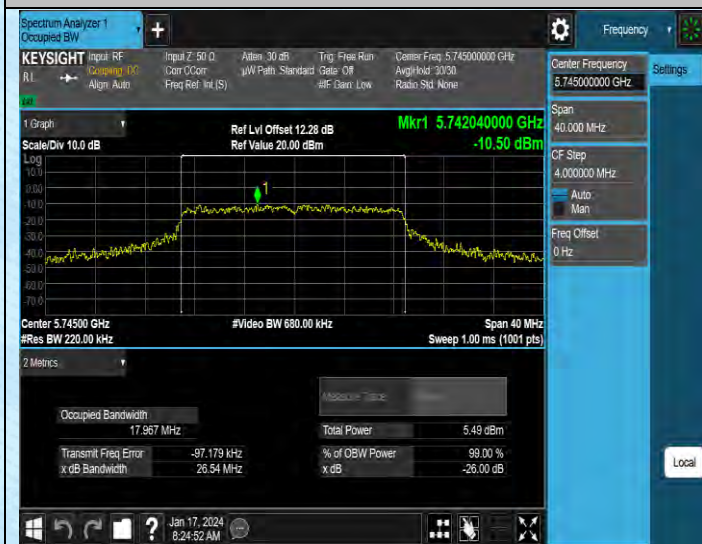 Spectrum Analyzer 1
Occupied BW
+
Frequency
KEYSIGHT Input: RF Input Z: 50 Ω Atten: 30 dB Trig: Free Run Center Freq: 5.745000000 GHz
Coupling: DC Corr CCorr µW Path: Standard Gate: Off Avg|Hold: 30/30
Align: Auto Freq Ref: Int (S) #IF Gain: Low Radio Std: None
Center Frequency
5.745000000 GHz
Settings
Span
40.000 MHz
CF Step
4.000000 MHz
Auto
Man
Freq Offset
0 Hz
1 Graph
Ref Lvl Offset 12.28 dB
Mkr1 5.742040000 GHz
Scale/Div 10.0 dB
Ref Value 20.00 dBm
-10.50 dBm
Log
10.0
0.00
-10.0
-20.0
-30.0
-40.0
-50.0
-60.0
-70.0
1
Center 5.74500 GHz #Video BW 680.00 kHz Span 40 MHz
#Res BW 220.00 kHz Sweep 1.00 ms (1001 pts)
2 Metrics
Measure Trace
Occupied Bandwidth
17.967 MHz
Total Power 5.49 dBm
Transmit Freq Error -97.179 kHz % of OBW Power 99.00 %
x dB Bandwidth 26.54 MHz x dB -26.00 dB
Local
?
Jan 17, 2024
8:24:52 AM